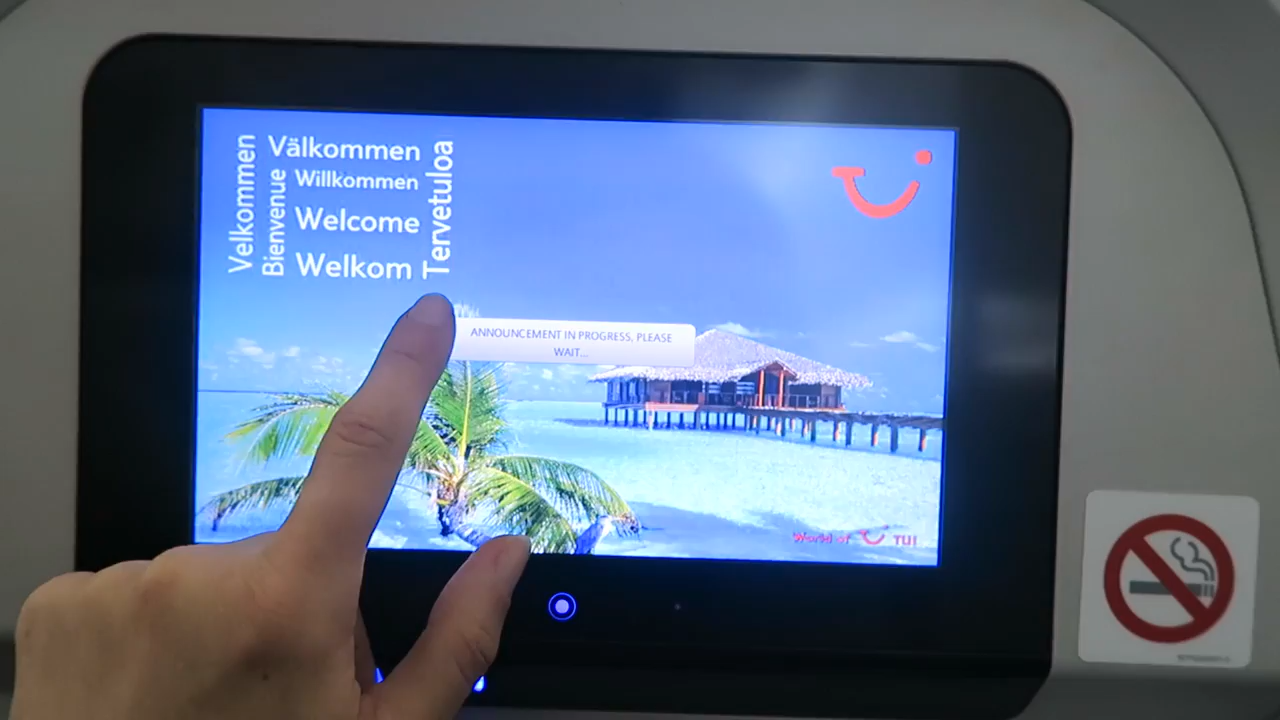 Velkommen
Bienvenue
Välkommen
Willkommen
Welcome
Welkom
Tervetuloa
ANNOUNCEMENT IN PROGRESS, PLEASE
WAIT...
World of TUI